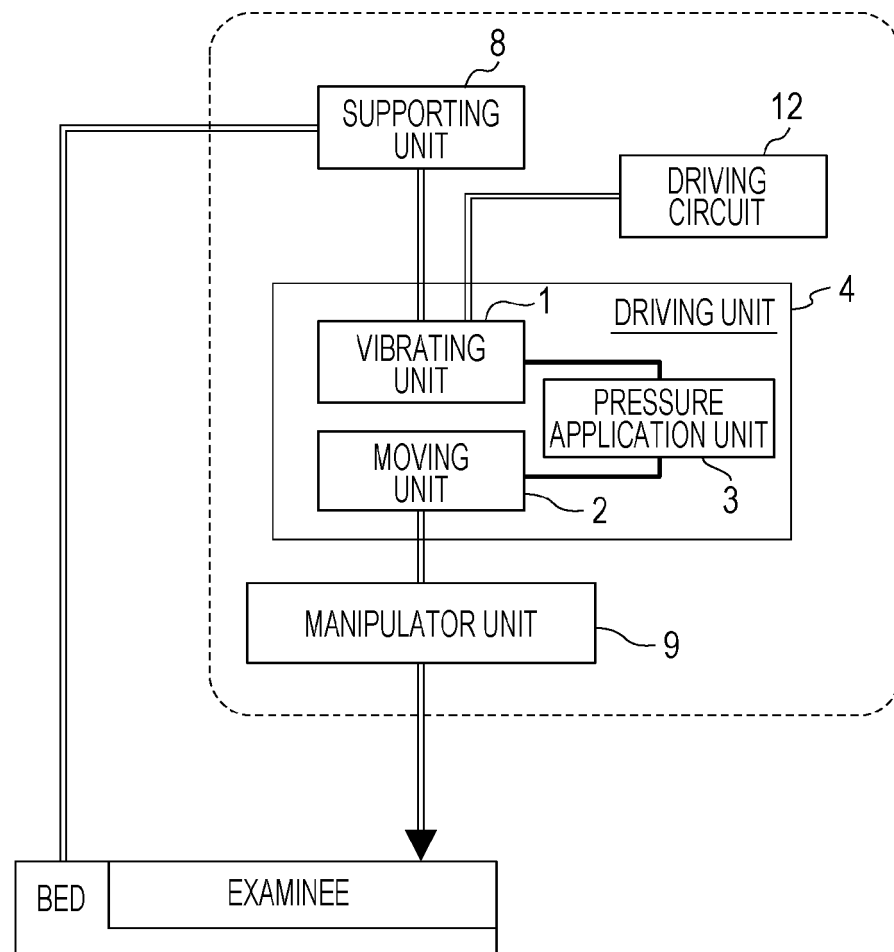 8
SUPPORTING
UNIT
12
DRIVING
CIRCUIT
1
4
DRIVING UNIT
VIBRATING
UNIT
PRESSURE
APPLICATION UNIT
MOVING
UNIT
2
3
MANIPULATOR UNIT
9
BED
EXAMINEE